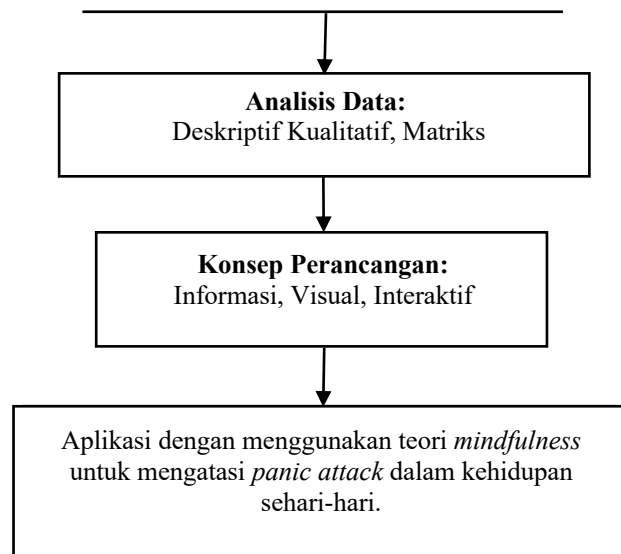 Analisis Data:
Deskriptif Kualitatif, Matriks
Konsep Perancangan:
Informasi, Visual, Interaktif
Aplikasi dengan menggunakan teori mindfulness
untuk mengatasi panic attack dalam kehidupan
sehari-hari.